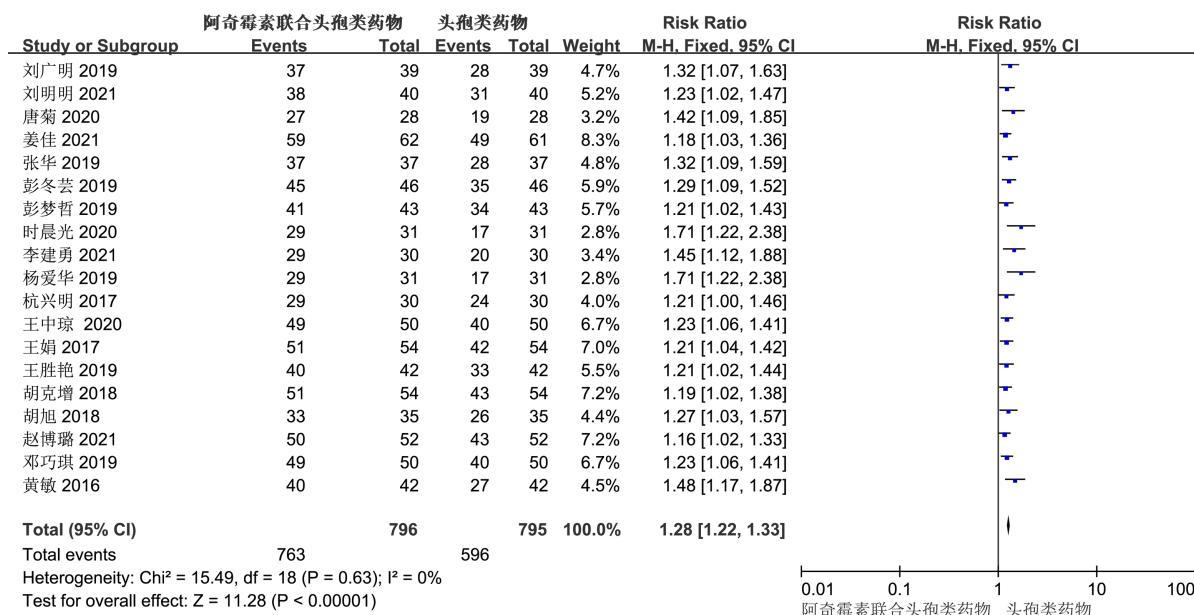 阿奇霉素联合头孢类药物 头孢类药物 Risk Ratio Risk Ratio
Study or Subgroup Events Total Events Total Weight M-H, Fixed, 95% CI M-H, Fixed, 95% CI
刘广明 2019 37 39 28 39 4.7% 1.32 [1.07, 1.63]
刘明明 2021 38 40 31 40 5.2% 1.23 [1.02, 1.47]
唐菊 2020 27 28 19 28 3.2% 1.42 [1.09, 1.85]
姜佳 2021 59 62 49 61 8.3% 1.18 [1.03, 1.36]
张华 2019 37 37 28 37 4.8% 1.32 [1.09, 1.59]
彭冬芸 2019 45 46 35 46 5.9% 1.29 [1.09, 1.52]
彭梦哲 2019 41 43 34 43 5.7% 1.21 [1.02, 1.43]
时晨光 2020 29 31 17 31 2.8% 1.71 [1.22, 2.38]
李建勇 2021 29 30 20 30 3.4% 1.45 [1.12, 1.88]
杨爱华 2019 29 31 17 31 2.8% 1.71 [1.22, 2.38]
杭兴明 2017 29 30 24 30 4.0% 1.21 [1.00, 1.46]
王中琼 2020 49 50 40 50 6.7% 1.23 [1.06, 1.41]
王娟 2017 51 54 42 54 7.0% 1.21 [1.04, 1.42]
王胜艳 2019 40 42 33 42 5.5% 1.21 [1.02, 1.44]
胡克增 2018 51 54 43 54 7.2% 1.19 [1.02, 1.38]
胡旭 2018 33 35 26 35 4.4% 1.27 [1.03, 1.57]
赵博璐 2021 50 52 43 52 7.2% 1.16 [1.02, 1.33]
邓巧琪 2019 49 50 40 50 6.7% 1.23 [1.06, 1.41]
黄敏 2016 40 42 27 42 4.5% 1.48 [1.17, 1.87]
Total (95% CI) 796 795 100.0% 1.28 [1.22, 1.33]
Total events 763 596
Heterogeneity: Chi² = 15.49, df = 18 (P = 0.63); I² = 0%
Test for overall effect: Z = 11.28 (P < 0.00001)
0.01 0.1 1 10 100
阿奇霉素联合头孢类药物 头孢类药物